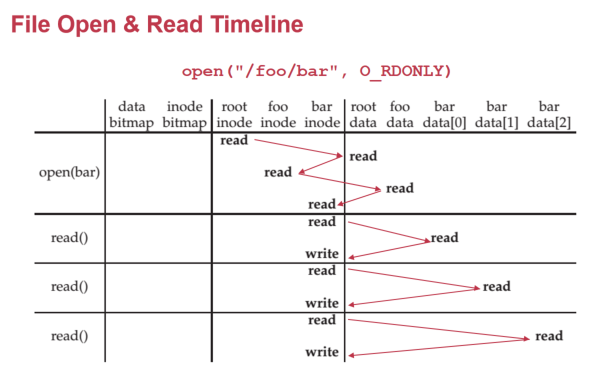 File Open & Read Timeline
open("/foo/bar", O_RDONLY)
data inode root foo bar root foo bar bar bar
bitmap bitmap inode inode inode data data data[0] data[1] data[2]
read
read
open(bar) read
read
read
read
read() read
write
read
read() read
write
read
read() read
write